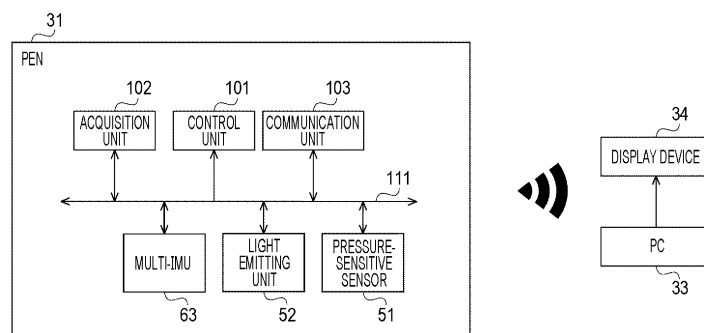 31
PEN
102
101
103
ACQUISITION
UNIT
CONTROL
UNIT
COMMUNICATION
UNIT
34
DISPLAY DEVICE
111
MULTI-IMU
LIGHT
EMITTING
UNIT
PRESSURE-
SENSITIVE
SENSOR
PC
63
52
51
33